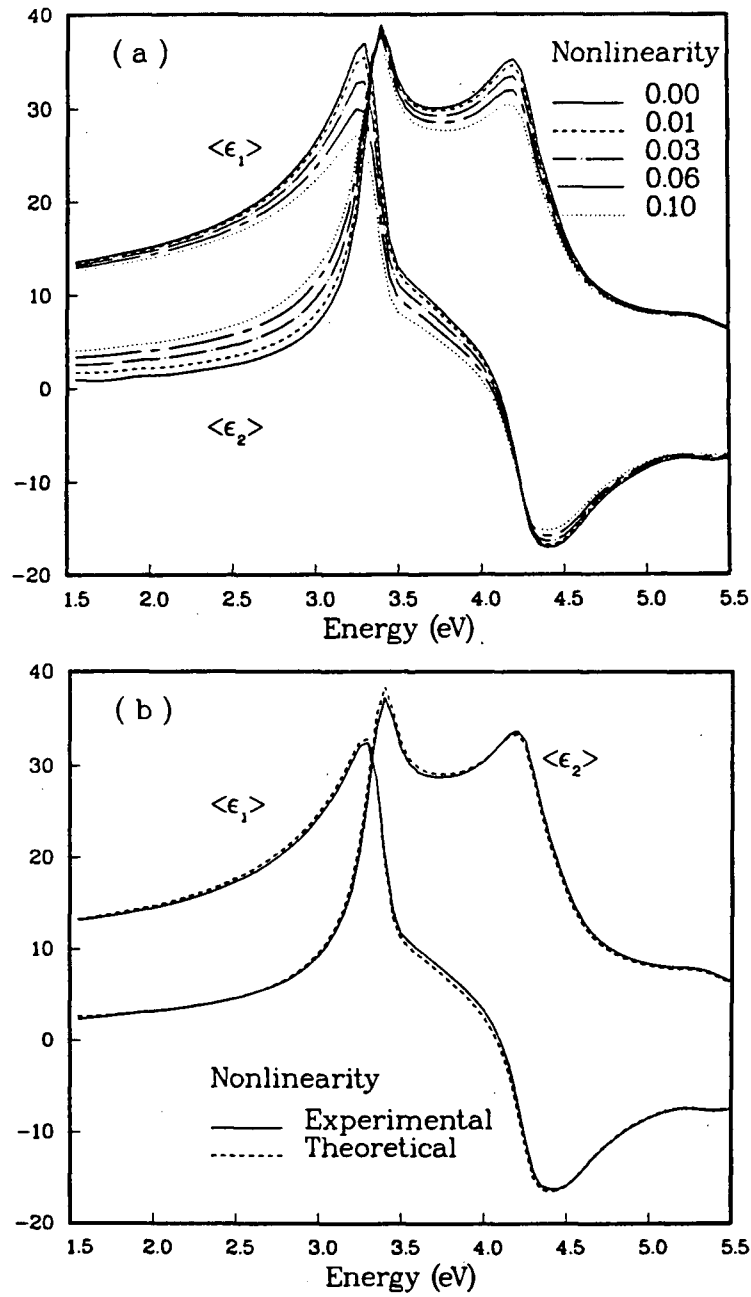 40
( a )
Nonlinearity
0.00
0.01
0.03
0.06
0.10
<ϵ₁>
30
20
10
0
<ϵ₂>
-10
-20
1.5 2.0 2.5 3.0 3.5 4.0 4.5 5.0 5.5
Energy (eV)
40
( b )
30
<ϵ₁>
<ϵ₂>
20
10
0
Nonlinearity
Experimental
Theoretical
-10
-20
1.5 2.0 2.5 3.0 3.5 4.0 4.5 5.0 5.5
Energy (eV)